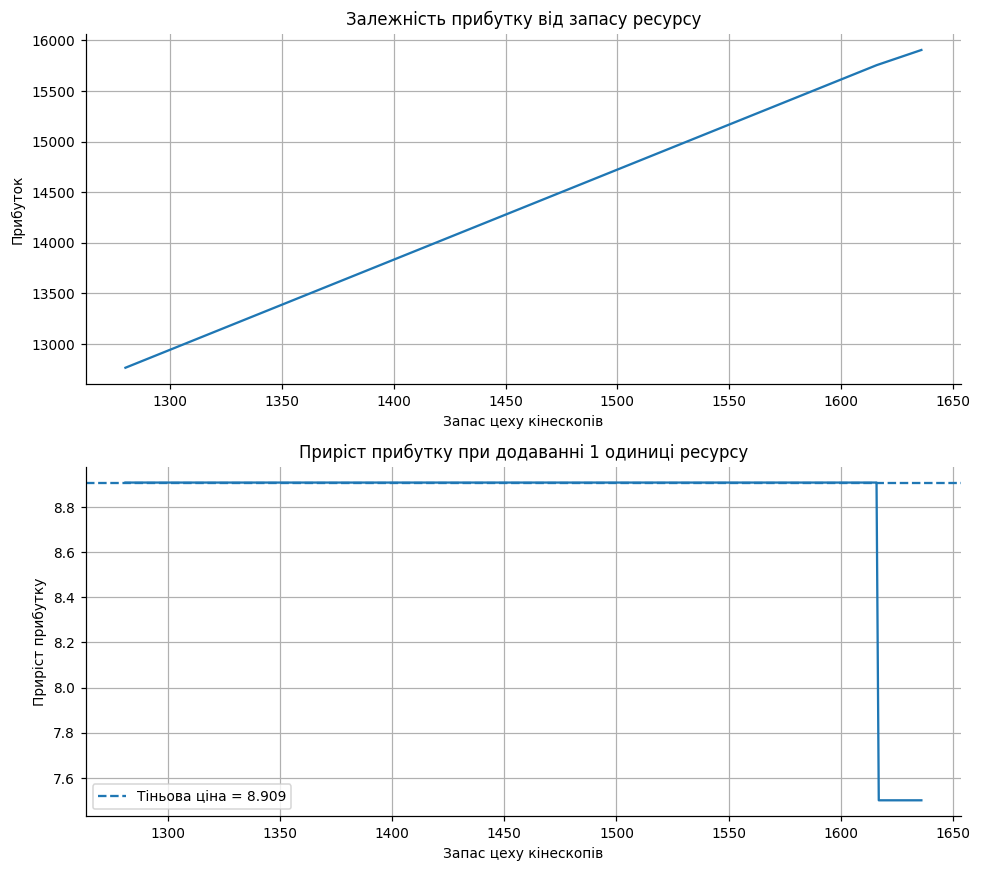 Залежність прибутку від запасу ресурсу
16000
15500
15000
14500
14000
13500
13000
Прибуток
1300 1350 1400 1450 1500 1550 1600 1650
Запас цеху кінескопів
Приріст прибутку при додаванні 1 одиниці ресурсу
8.8
8.6
8.4
8.2
8.0
7.8
7.6
Приріст прибутку
Тіньова ціна = 8.909
1300 1350 1400 1450 1500 1550 1600 1650
Запас цеху кінескопів